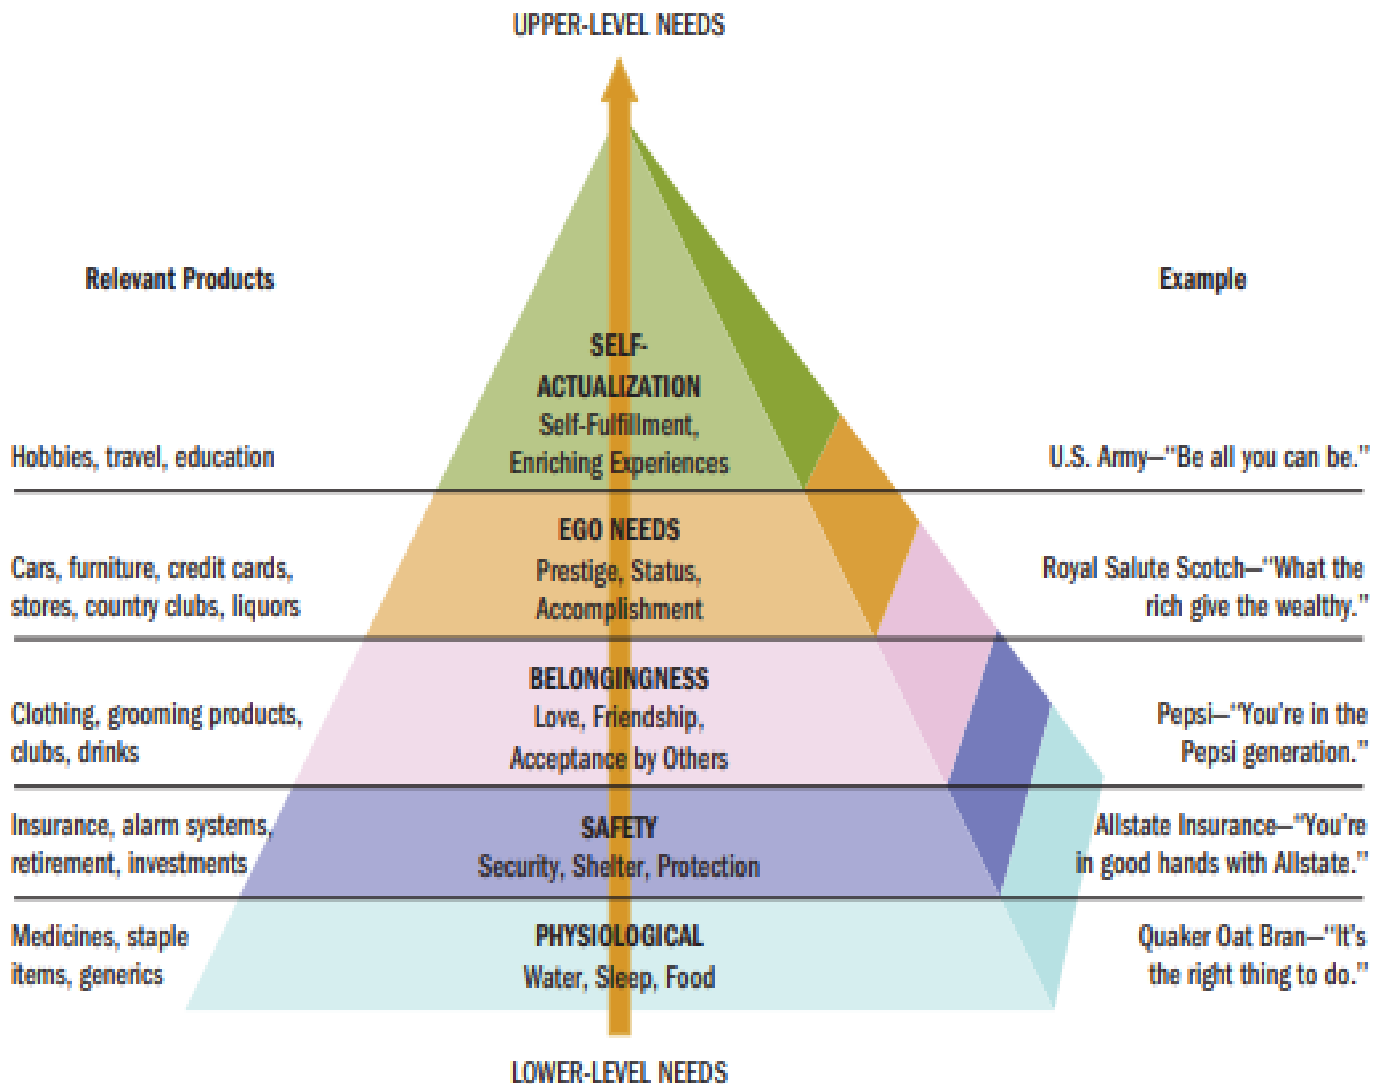 UPPER-LEVEL NEEDS
Relevant Products
Example
SELF-
ACTUALIZATION
Self-Fulfillment,
Enriching Experiences
Hobbies, travel, education
U.S. Army—“Be all you can be.”
EGO NEEDS
Prestige, Status,
Accomplishment
Cars, furniture, credit cards,
stores, country clubs, liquors
Royal Salute Scotch—“What the
rich give the wealthy.”
BELONGINGNESS
Love, Friendship,
Acceptance by Others
Clothing, grooming products,
clubs, drinks
Pepsi—“You’re in the
Pepsi generation.”
SAFETY
Security, Shelter, Protection
Insurance, alarm systems,
retirement, investments
Allstate Insurance—“You’re
in good hands with Allstate.”
PHYSIOLOGICAL
Water, Sleep, Food
Medicines, staple
items, generics
Quaker Oat Bran—“It’s
the right thing to do.”
LOWER-LEVEL NEEDS